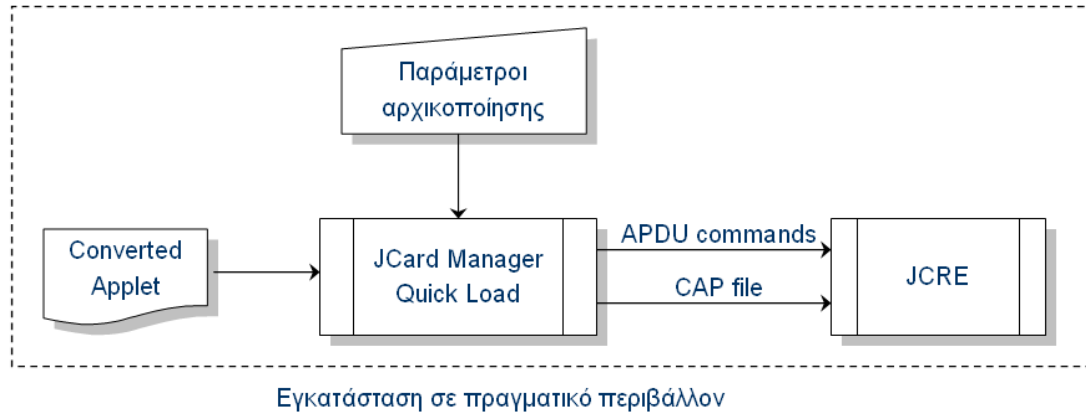 Παράμετροι
αρχικοποίησης
Converted
Applet
JCard Manager
Quick Load
APDU commands
CAP file
JCRE
Εγκατάσταση σε πραγματικό περιβάλλον